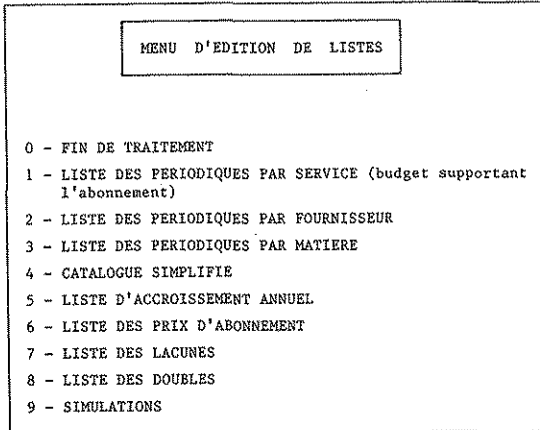 MENU D'EDITION DE LISTES
0 - FIN DE TRAITEMENT
1 - LISTE DES PERIODIQUES PAR SERVICE (budget supportant
l'abonnement)
2 - LISTE DES PERIODIQUES PAR FOURNISSEUR
3 - LISTE DES PERIODIQUES PAR MATIERE
4 - CATALOGUE SIMPLIFIE
5 - LISTE D'ACCROISSEMENT ANNUEL
6 - LISTE DES PRIX D'ABONNEMENT
7 - LISTE DES LACUNES
8 - LISTE DES DOUBLES
9 - SIMULATIONS